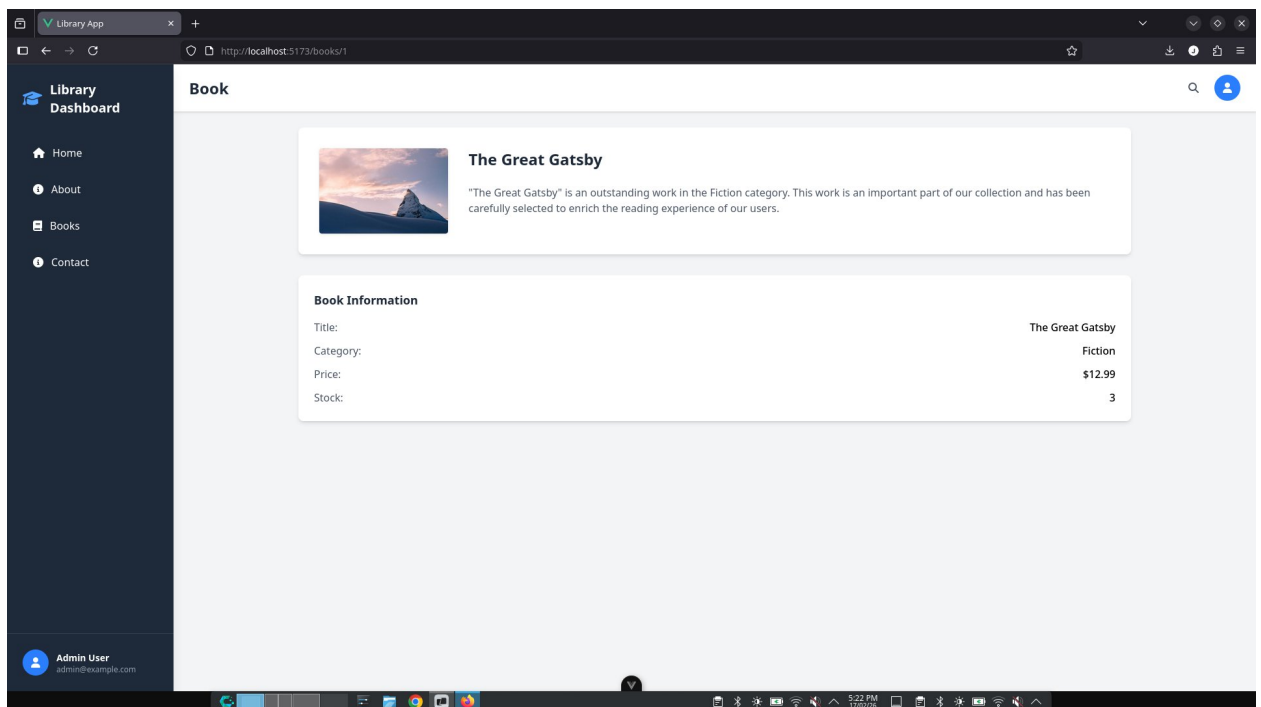 Library App
http://localhost:5173/books/1
Library
Dashboard
Home
About
Books
Contact
Admin User
admin@example.com
Book
The Great Gatsby
"The Great Gatsby" is an outstanding work in the Fiction category. This work is an important part of our collection and has been
carefully selected to enrich the reading experience of our users.
Book Information
Title:
The Great Gatsby
Category:
Fiction
Price:
$12.99
Stock:
3
5:22 PM
17/02/26